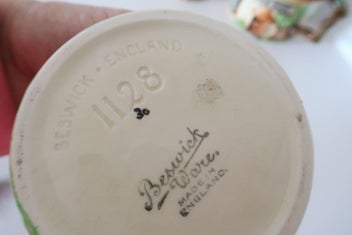 BESWICK · ENGLAND
1128
30
Beswick
Ware.
MADE IN
ENGLAND.